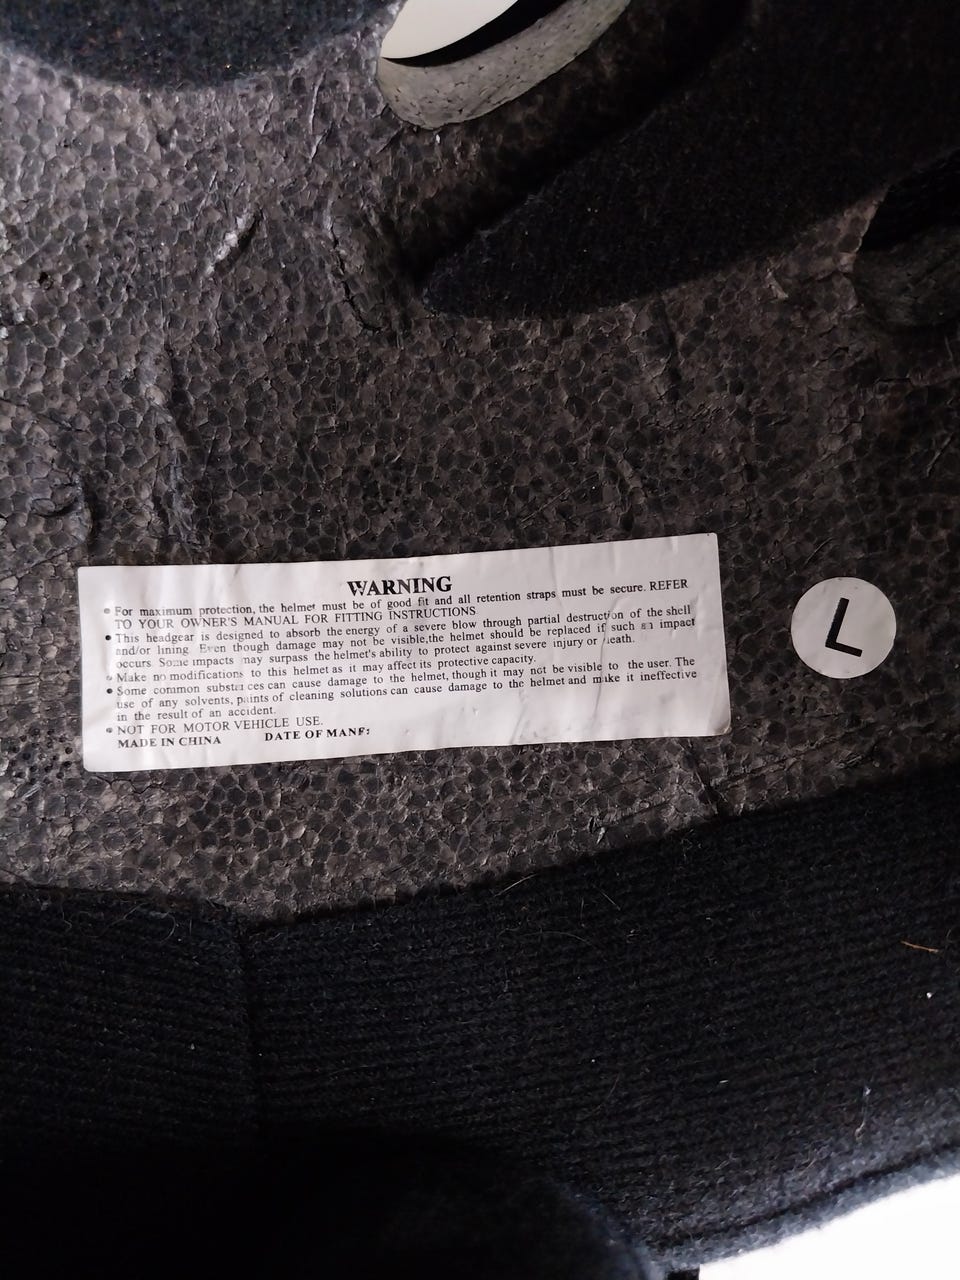 WARNING
• For maximum protection, the helmet must be of good fit and all retention straps must be secure. REFER
TO YOUR OWNER'S MANUAL FOR FITTING INSTRUCTIONS
• This headgear is designed to absorb the energy of a severe blow through partial destruction of the shell
and/or lining Even though damage may not be visible,the helmet should be replaced if such an impact
occurs Some impacts may surpass the helmet's ability to protect against severe injury or death.
• Make no modifications to this helmet as it may affect its protective capacity.
• Some common substances can cause damage to the helmet, though it may not be visible to the user. The
use of any solvents, paints of cleaning solutions can cause damage to the helmet and make it ineffective
in the result of an accident.
• NOT FOR MOTOR VEHICLE USE.
MADE IN CHINA DATE OF MANF:
L